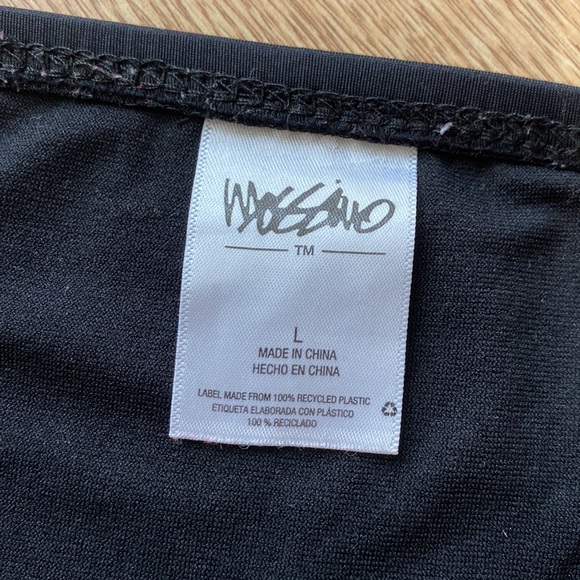 Mossimo
TM
L
MADE IN CHINA
HECHO EN CHINA
LABEL MADE FROM 100% RECYCLED PLASTIC
ETIQUETA ELABORADA CON PLÁSTICO
100 % RECICLADO